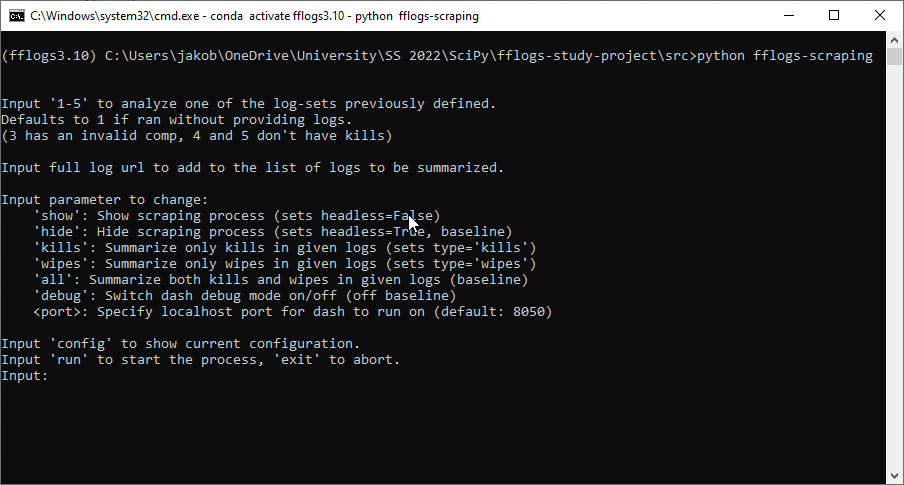 C:\Windows\system32\cmd.exe - conda  activate fflogs3.10 - python  fflogs-scraping
(fflogs3.10) C:\Users\jakob\OneDrive\University\SS 2022\SciPy\fflogs-study-project\src>python fflogs-scraping
Input '1-5' to analyze one of the log-sets previously defined.
Defaults to 1 if ran without providing logs.
(3 has an invalid comp, 4 and 5 don't have kills)
Input full log url to add to the list of logs to be summarized.
Input parameter to change:
    'show': Show scraping process (sets headless=False)
    'hide': Hide scraping process (sets headless=True, baseline)
    'kills': Summarize only kills in given logs (sets type='kills')
    'wipes': Summarize only wipes in given logs (sets type='wipes')
    'all': Summarize both kills and wipes in given logs (baseline)
    'debug': Switch dash debug mode on/off (off baseline)
    <port>: Specify localhost port for dash to run on (default: 8050)
Input 'config' to show current configuration.
Input 'run' to start the process, 'exit' to abort.
Input: